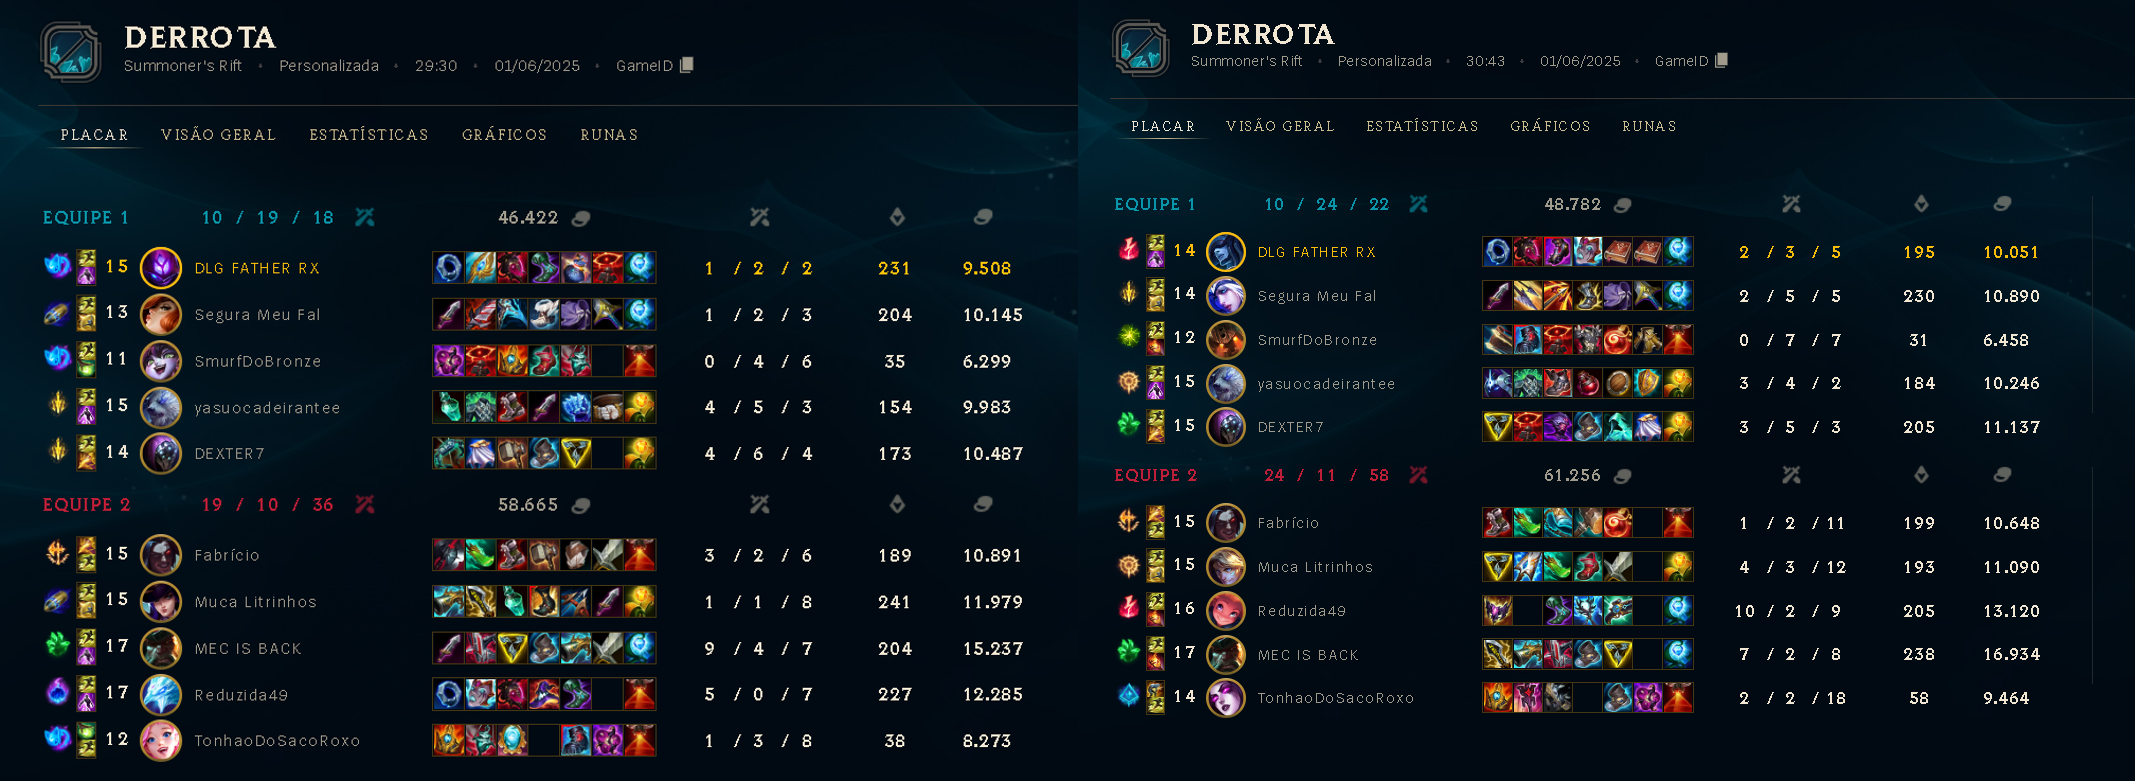 DERROTA
Summoner's Rift • Personalizada • 29:30 • 01/06/2025 • GameID
PLACAR VISÃO GERAL ESTATÍSTICAS GRÁFICOS RUNAS
EQUIPE 1 10 / 19 / 18 46.422
15 DLG FATHER RX 1 / 2 / 2 231 9.508
13 Segura Meu Fal 1 / 2 / 3 204 10.145
11 SmurfDoBronze 0 / 4 / 6 35 6.299
15 yasuocadeirantee 4 / 5 / 3 154 9.983
14 DEXTER7 4 / 6 / 4 173 10.487
EQUIPE 2 19 / 10 / 36 58.665
15 Fabrício 3 / 2 / 6 189 10.891
15 Muca Litrinhos 1 / 1 / 8 241 11.979
17 MEC IS BACK 9 / 4 / 7 204 15.237
17 Reduzida49 5 / 0 / 7 227 12.285
12 TonhaoDoSacoRoxo 1 / 3 / 8 38 8.273
DERROTA
Summoner's Rift • Personalizada • 30:43 • 01/06/2025 • GameID
PLACAR VISÃO GERAL ESTATÍSTICAS GRÁFICOS RUNAS
EQUIPE 1 10 / 24 / 22 48.782
14 DLG FATHER RX 2 / 3 / 5 195 10.051
14 Segura Meu Fal 2 / 5 / 5 230 10.890
12 SmurfDoBronze 0 / 7 / 7 31 6.458
15 yasuocadeirantee 3 / 4 / 2 184 10.246
15 DEXTER7 3 / 5 / 3 205 11.137
EQUIPE 2 24 / 11 / 58 61.256
15 Fabrício 1 / 2 / 11 199 10.648
15 Muca Litrinhos 4 / 3 / 12 193 11.090
16 Reduzida49 10 / 2 / 9 205 13.120
17 MEC IS BACK 7 / 2 / 8 238 16.934
14 TonhaoDoSacoRoxo 2 / 2 / 18 58 9.464